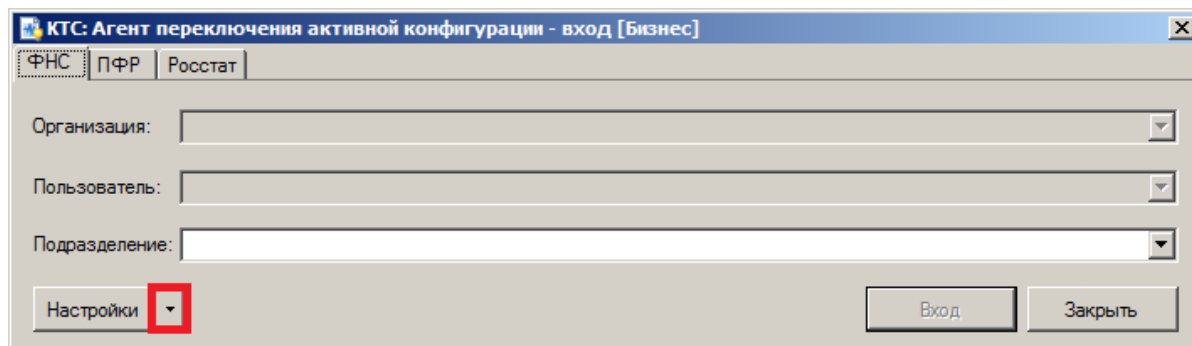 КТС: Агент переключения активной конфигурации - вход [Бизнес]
ФНС ПФР Росстат
Организация:
Пользователь:
Подразделение:
Настройки Вход Закрыть